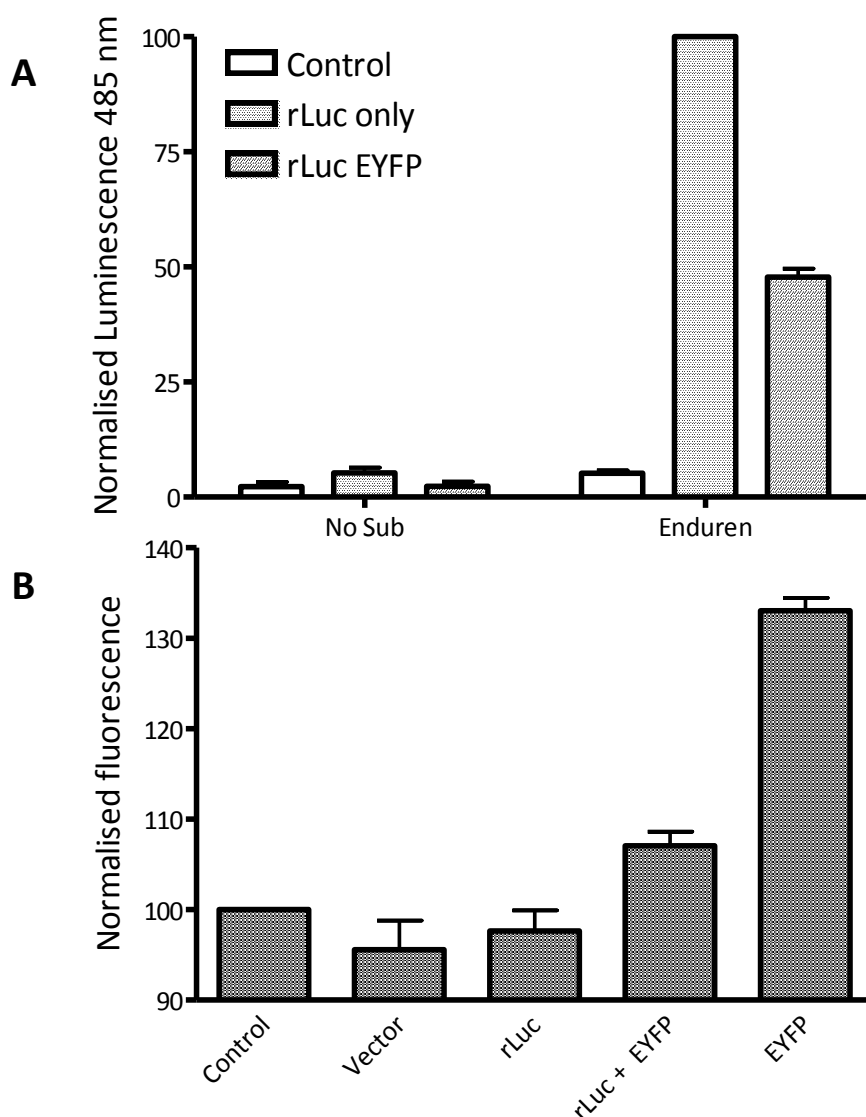 A
Normalised Luminescence 485 nm
100
75
50
25
0
Control
rLuc only
rLuc EYFP
No Sub
Enduren
B
Normalised fluorescence
140
130
120
110
100
90
Control
Vector
rLuc
rLuc + EYFP
EYFP